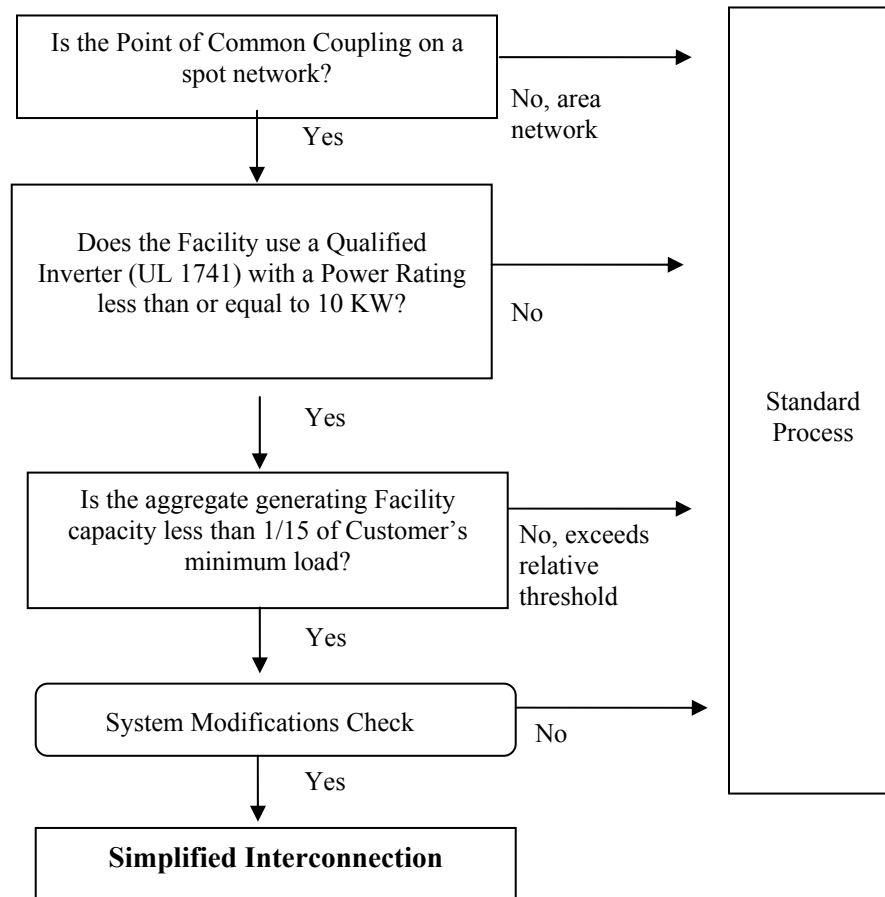 Is the Point of Common Coupling on a
spot network?
No, area
network
Yes
Does the Facility use a Qualified
Inverter (UL 1741) with a Power Rating
less than or equal to 10 KW?
No
Yes
Standard
Process
Is the aggregate generating Facility
capacity less than 1/15 of Customer’s
minimum load?
No, exceeds
relative
threshold
Yes
System Modifications Check
No
Yes
Simplified Interconnection